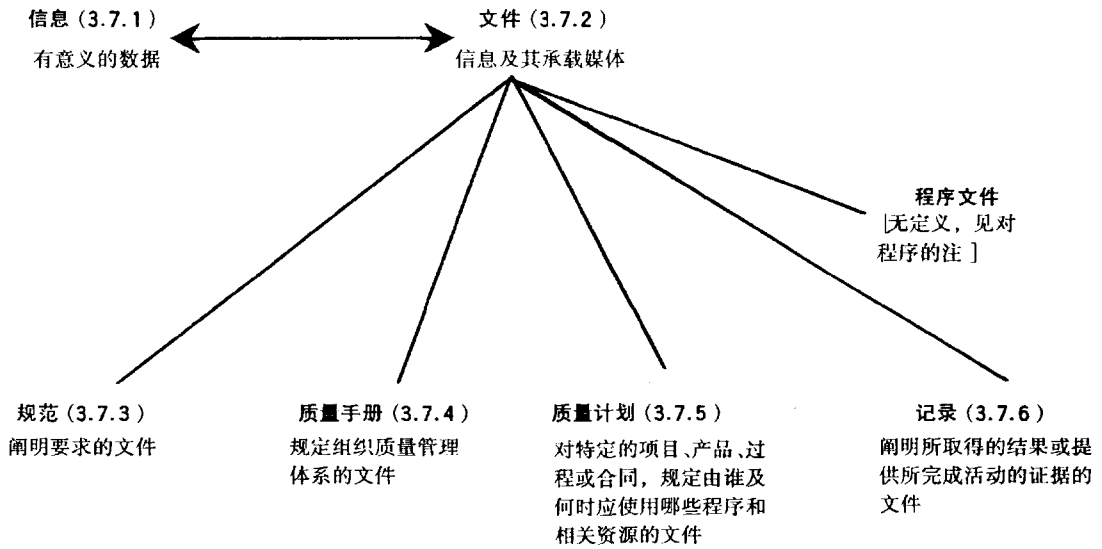 信息（3.7.1）
有意义的数据
文件（3.7.2）
信息及其承载媒体
程序文件
[无定义，见对
程序的注 ]
规范（3.7.3）
阐明要求的文件
质量手册（3.7.4）
规定组织质量管理
体系的文件
质量计划（3.7.5）
对特定的项目、产品、过
程或合同，规定由谁及
何时应使用哪些程序和
相关资源的文件
记录（3.7.6）
阐明所取得的结果或提
供所完成活动的证据的
文件